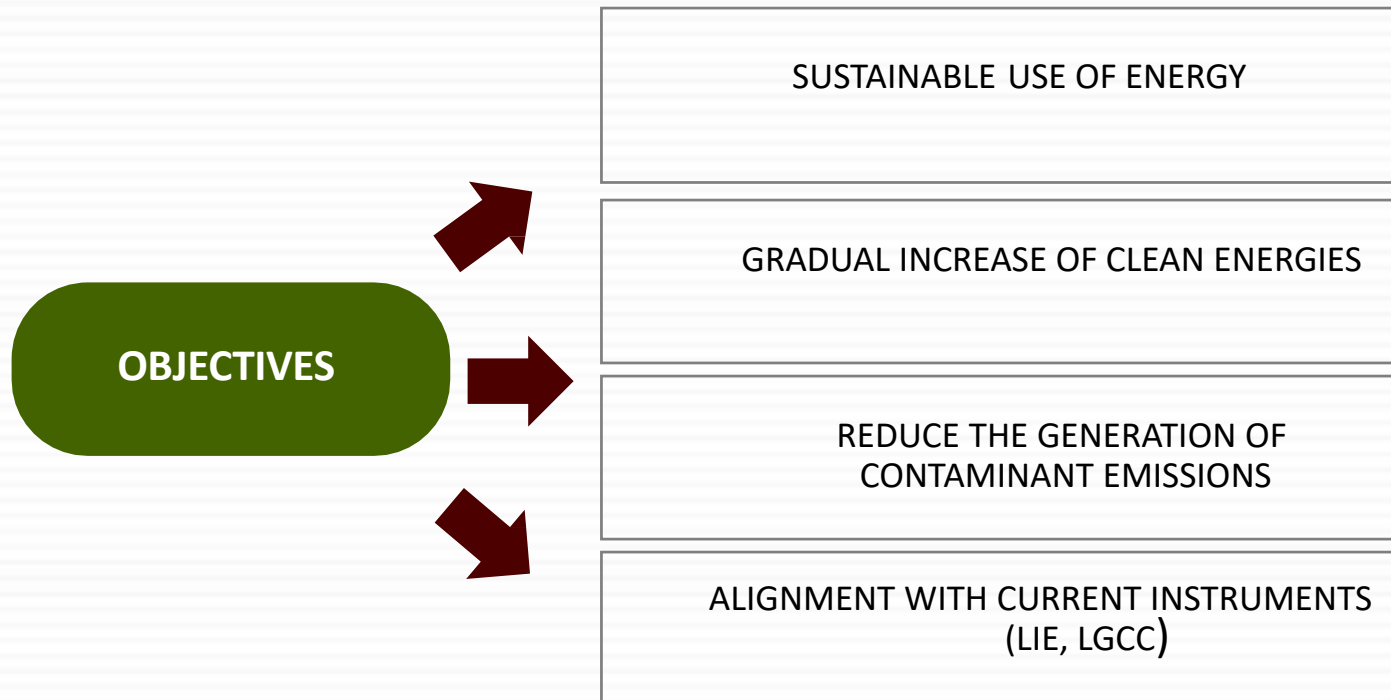 SUSTAINABLE USE OF ENERGY
GRADUAL INCREASE OF CLEAN ENERGIES
OBJECTIVES
REDUCE THE GENERATION OF
CONTAMINANT EMISSIONS
ALIGNMENT WITH CURRENT INSTRUMENTS
(LIE, LGCC)